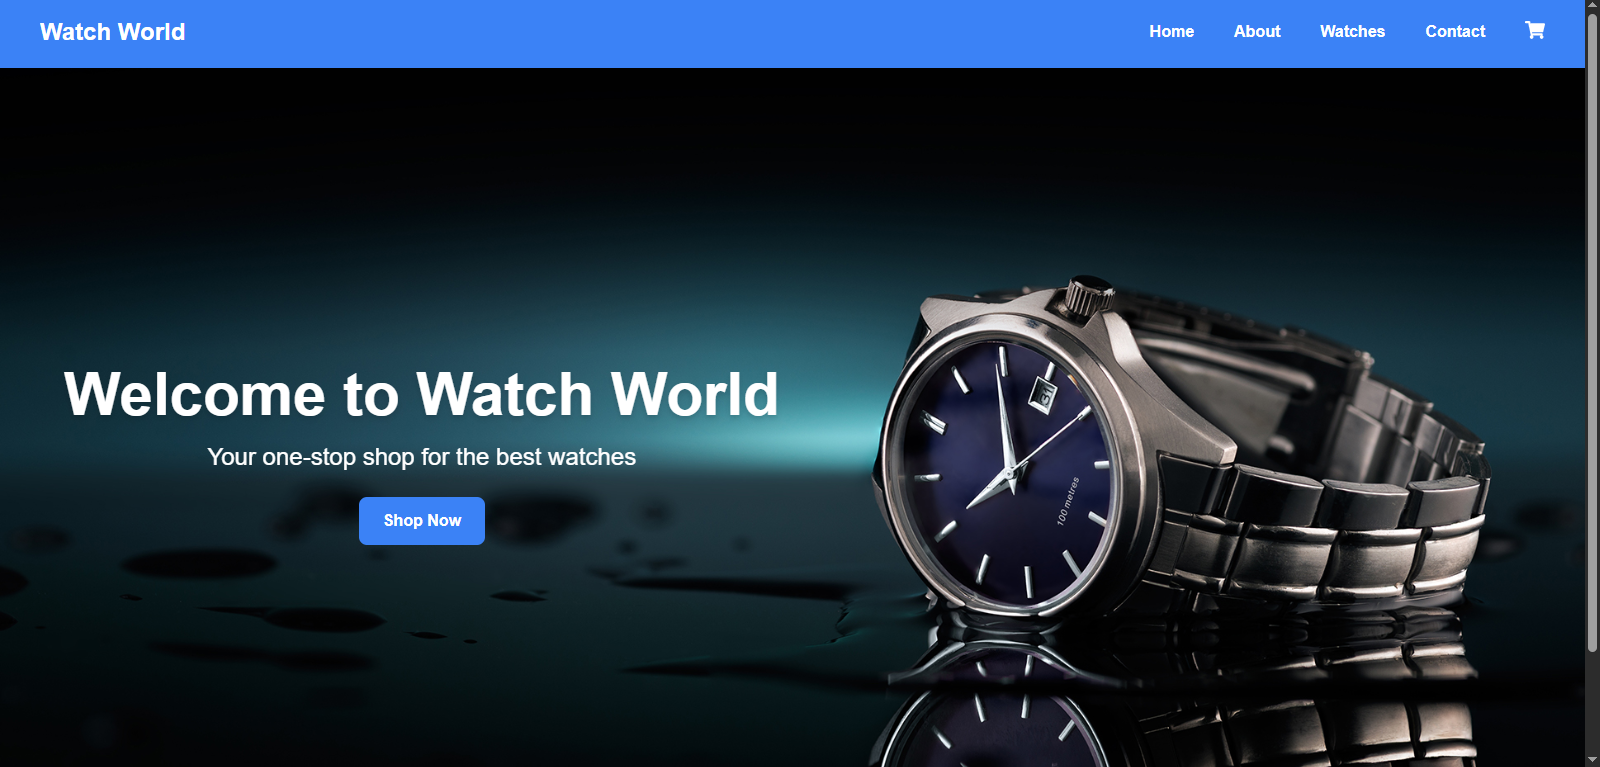 Watch World
Home About Watches Contact
Welcome to Watch World
Your one-stop shop for the best watches
Shop Now
31
100 metres